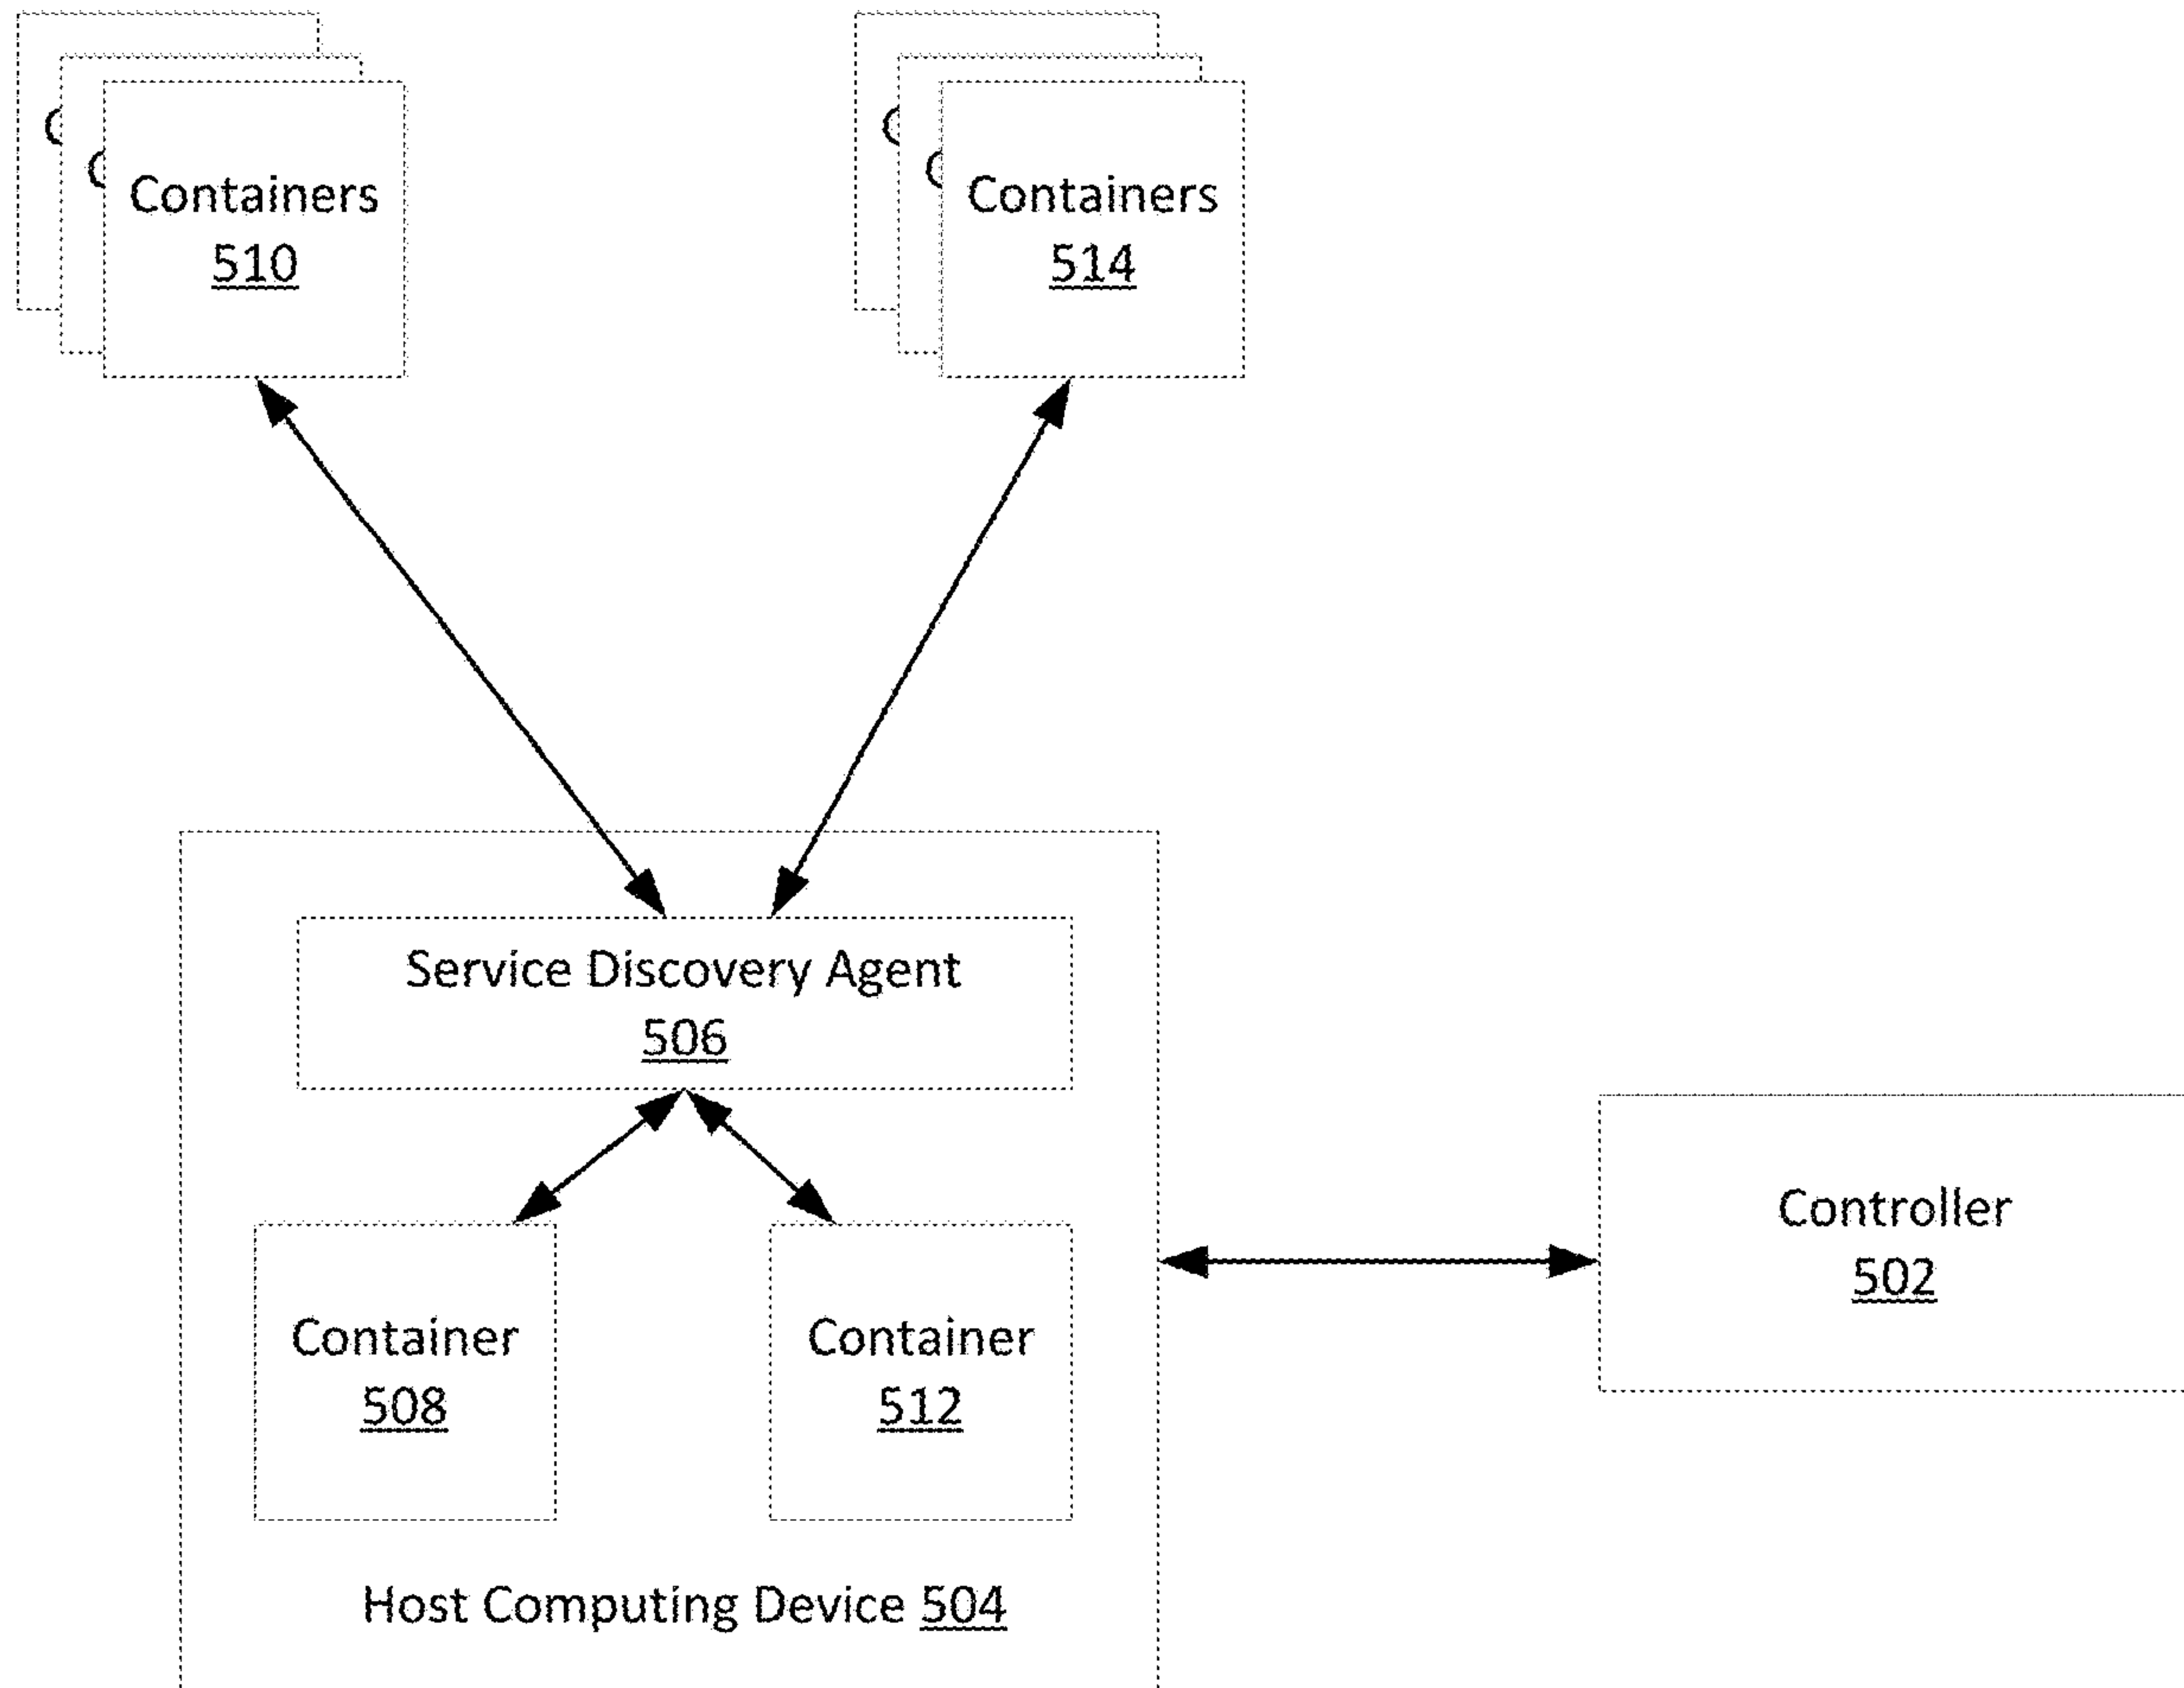 Containers
510
Containers
514
Service Discovery Agent
506
Controller
502
Container
508
Container
512
Host Computing Device 504